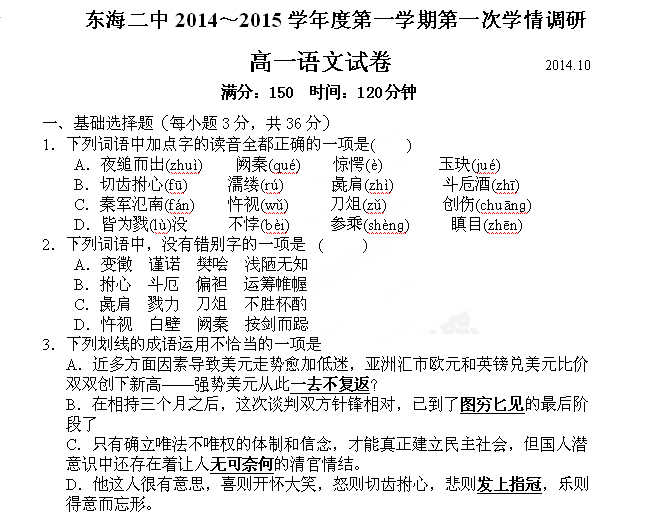 东海二中 2014～2015 学年度第一学期第一次学情调研
高一语文试卷 2014.10
满分：150 时间：120分钟
一、基础选择题（每小题 3 分，共 36 分）
1．下列词语中加点字的读音全都正确的一项是( )
A．夜缒而出(zhuì) 阙秦(qué) 惊愕(è) 玉玦(jué)
B．切齿拊心(fū) 濡缕(rú) 彘肩(zhì) 斗卮酒(zhī)
C．秦军氾南(fán) 忤视(wǔ) 刀俎(zǔ) 创伤(chuāng)
D．皆为戮(lù)没 不悖(bèi) 参乘(shèng) 瞋目(zhēn)
2．下列词语中，没有错别字的一项是 ( )
A．变徵 谨诺 樊哙 浅陋无知
B．拊心 斗厄 偏袒 运筹帷幄
C．彘肩 戮力 刀俎 不胜杯酌
D．忤视 白壁 阙秦 按剑而跽
3．下列划线的成语运用不恰当的一项是
A．近多方面因素导致美元走势愈加低迷，亚洲汇市欧元和英镑兑美元比价
双双创下新高——强势美元从此一去不复返？
B．在相持三个月之后，这次谈判双方针锋相对，已到了图穷匕见的最后阶
段了
C．只有确立唯法不唯权的体制和信念，才能真正建立民主社会，但国人潜
意识中还存在着让人无可奈何的清官情结。
D．他这人很有意思，喜则开怀大笑，怒则切齿拊心，悲则发上指冠，乐则
得意而忘形。